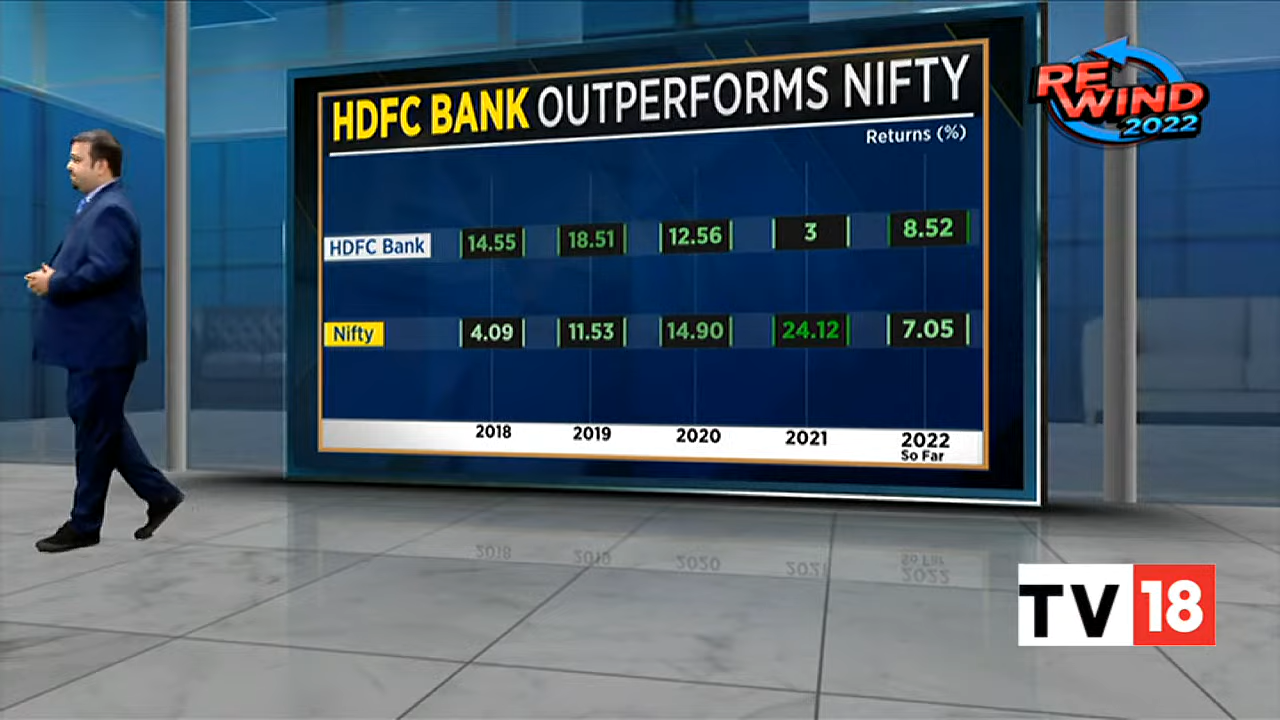 HDFC BANK OUTPERFORMS NIFTY
Returns (%)
HDFC Bank 14.55 18.51 12.56 3 8.52
Nifty 4.09 11.53 14.90 24.12 7.05
2018 2019 2020 2021 2022
So Far
REWIND
2022
TV18